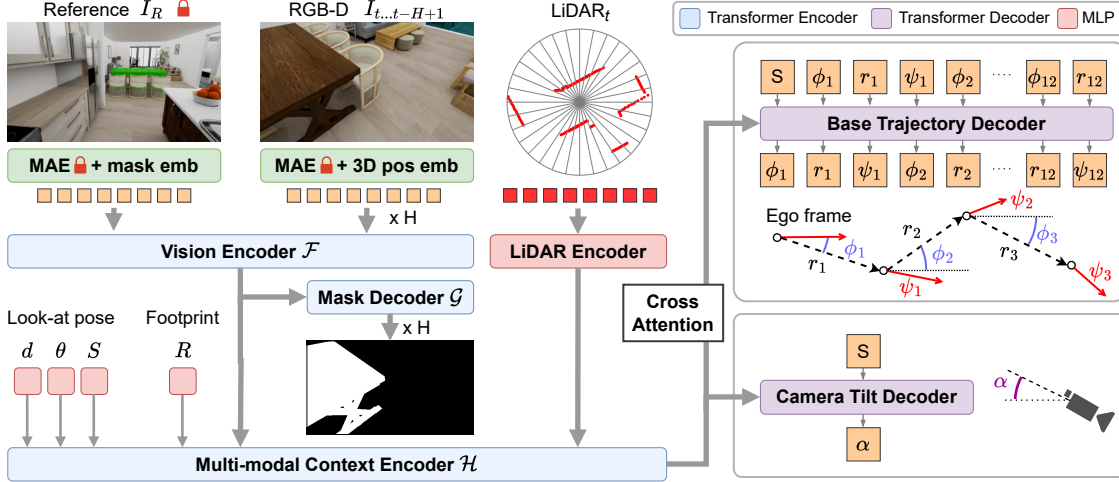 Reference I_R
RGB-D I_{t...t-H+1}
LiDAR_t
Transformer Encoder
Transformer Decoder
MLP
MAE + mask emb
MAE + 3D pos emb
x H
Vision Encoder ℱ
LiDAR Encoder
Mask Decoder 𝒢
x H
Look-at pose
Footprint
d θ S
R
Multi-modal Context Encoder ℋ
Cross
Attention
S ϕ_1 r_1 ψ_1 ϕ_2 .... ϕ_12 r_12
Base Trajectory Decoder
ϕ_1 r_1 ψ_1 ϕ_2 r_2 .... r_12 ψ_12
Ego frame
r_1 ϕ_1 ψ_1 r_2 ϕ_2 ψ_2 r_3 ϕ_3 ψ_3
S
Camera Tilt Decoder
α
α